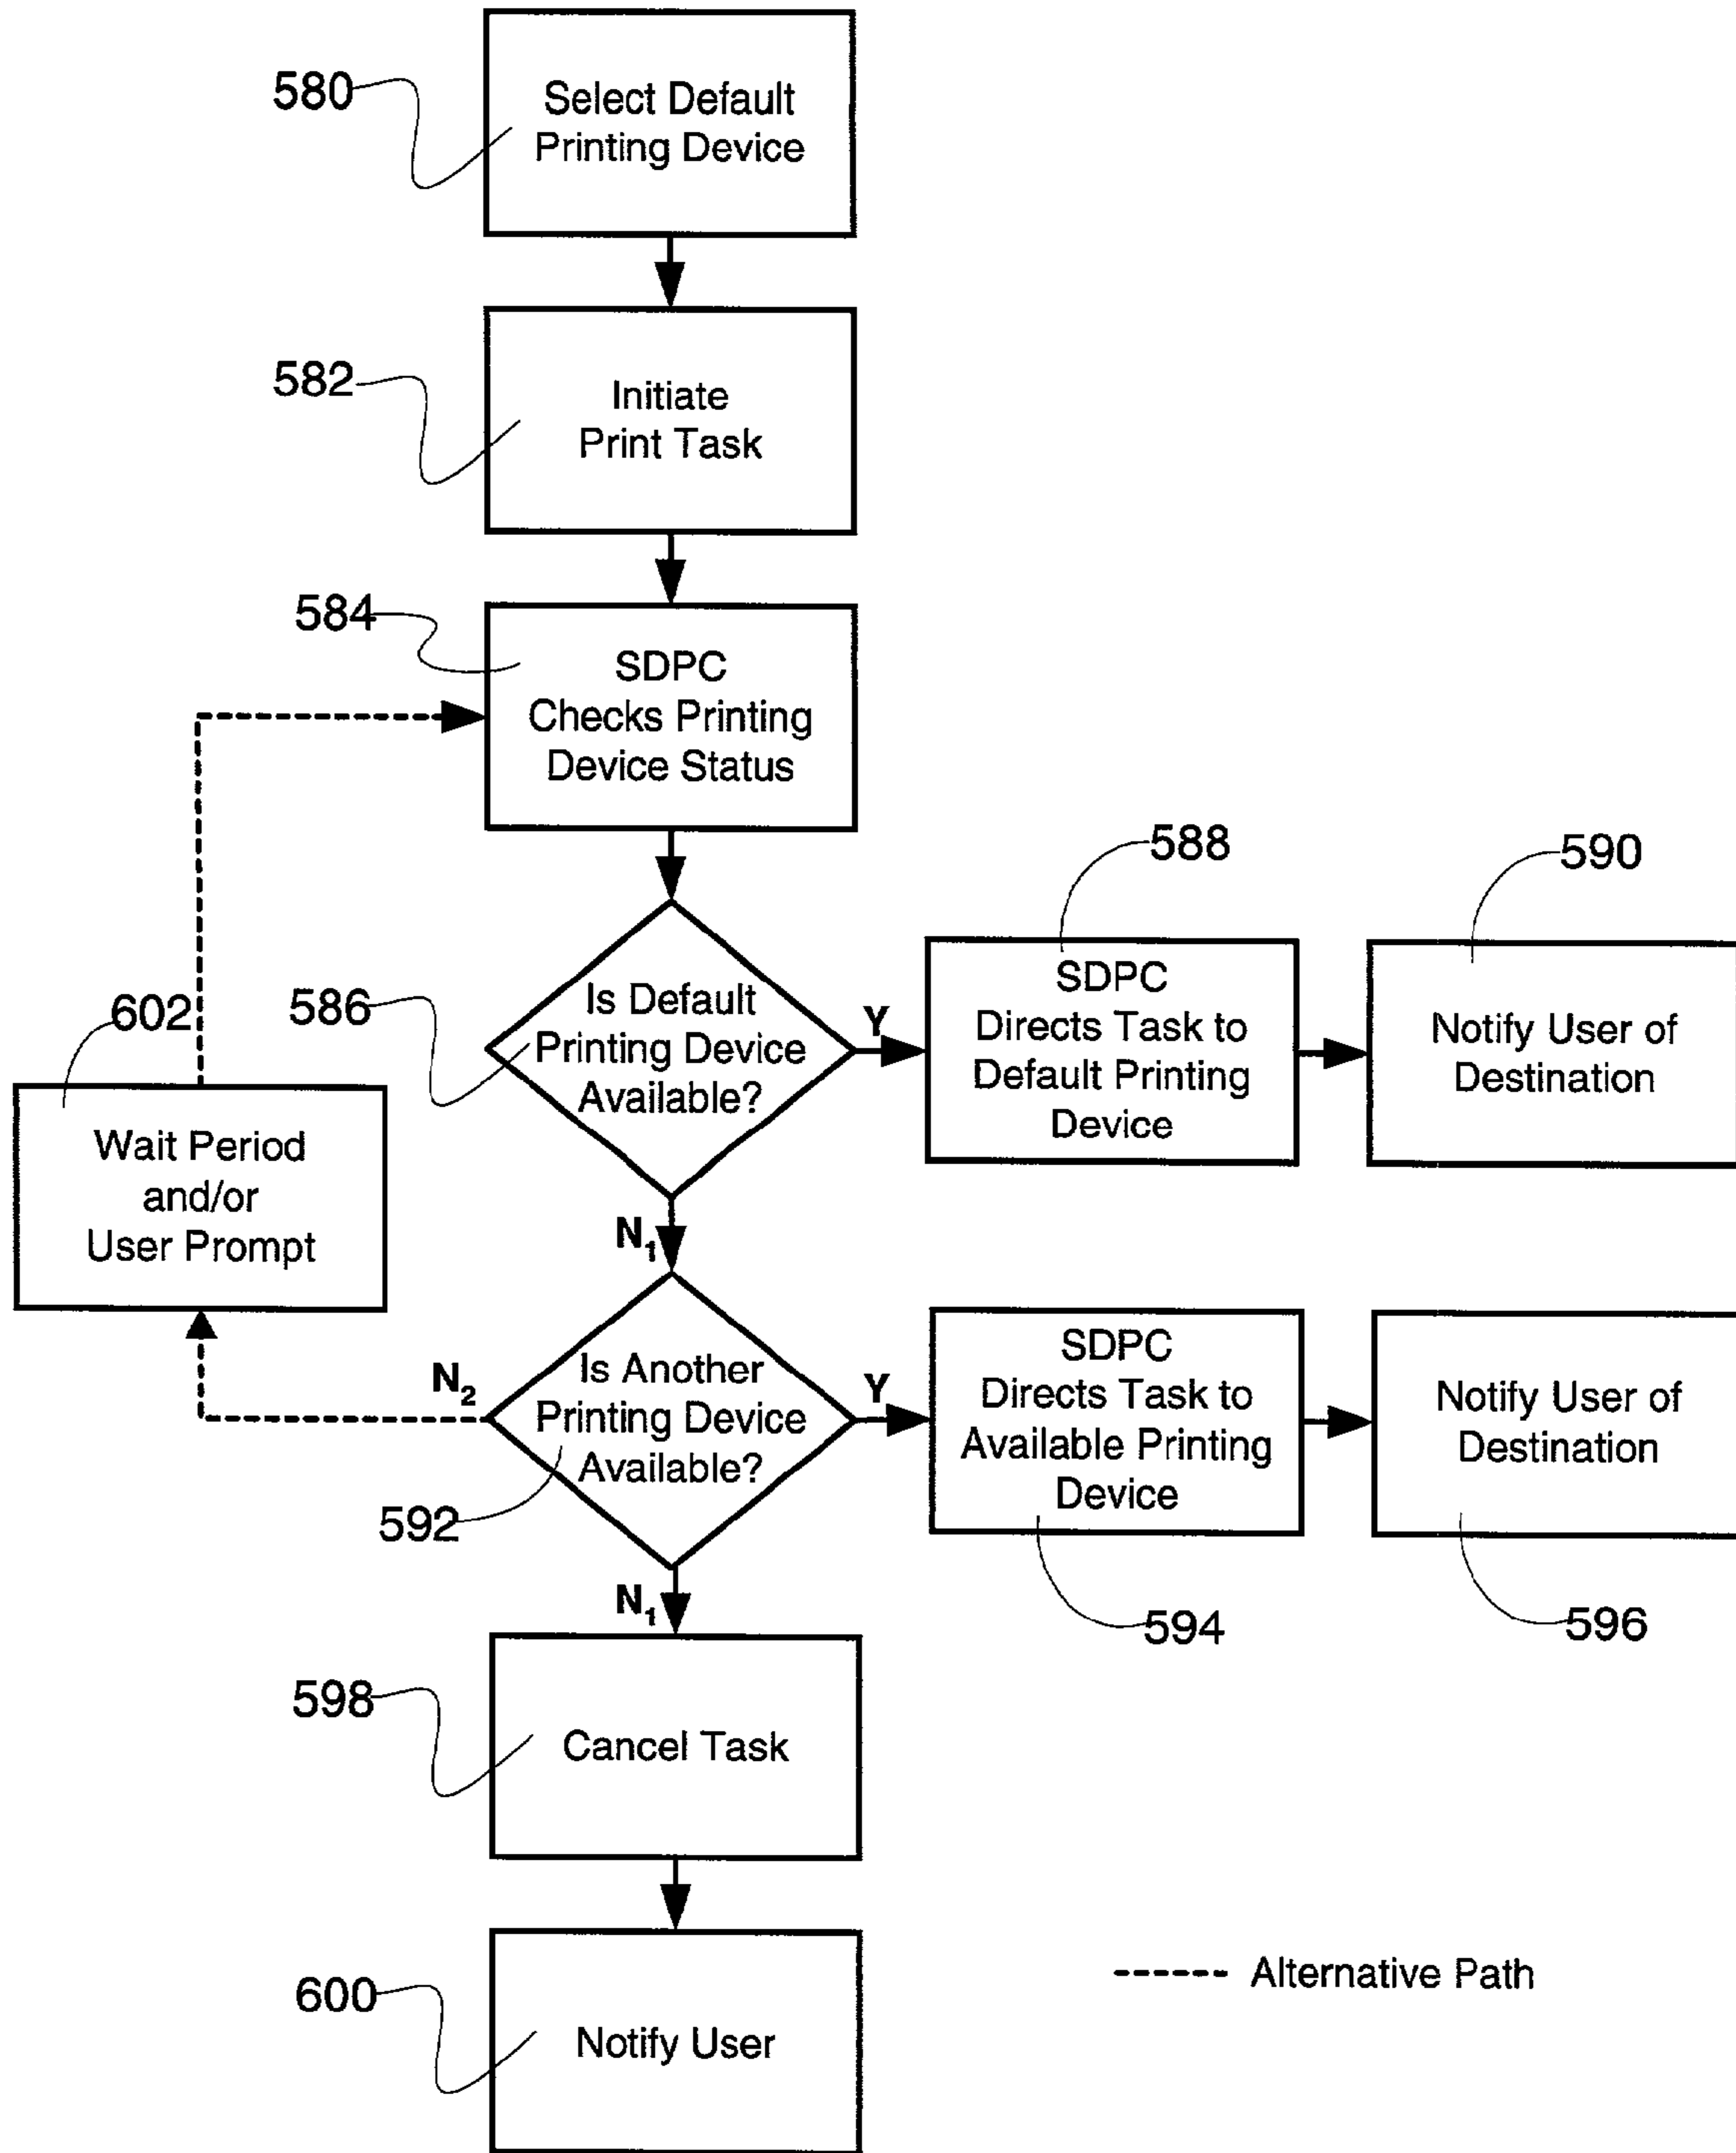 580
Select Default
Printing Device
582
Initiate
Print Task
584
SDPC
Checks Printing
Device Status
586
Is Default
Printing Device
Available?
Y
588
SDPC
Directs Task to
Default Printing
Device
590
Notify User of
Destination
602
Wait Period
and/or
User Prompt
N₁
N₂
592
Is Another
Printing Device
Available?
Y
SDPC
Directs Task to
Available Printing
Device
594
Notify User of
Destination
596
N₁
598
Cancel Task
600
Notify User
Alternative Path